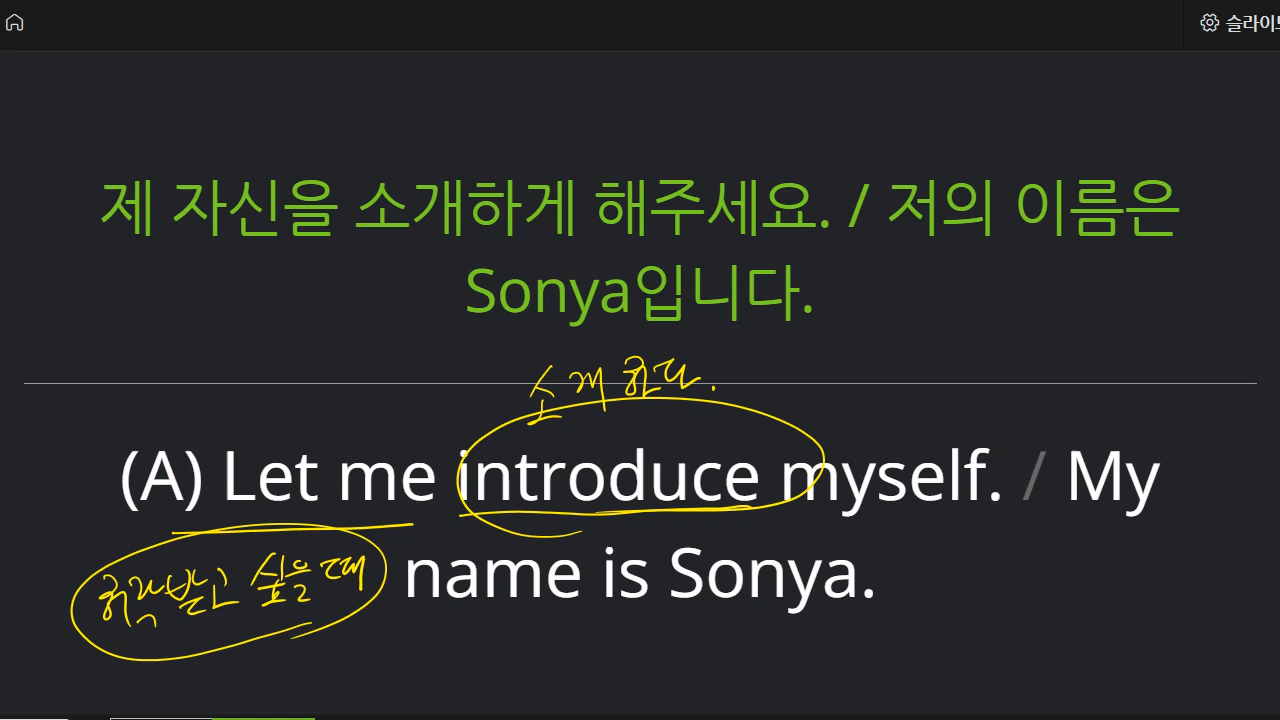 슬라이드
제 자신을 소개하게 해주세요. / 저의 이름은
Sonya입니다.
소개한다.
(A) Let me introduce myself. / My
name is Sonya.
허락받고 싶을 때